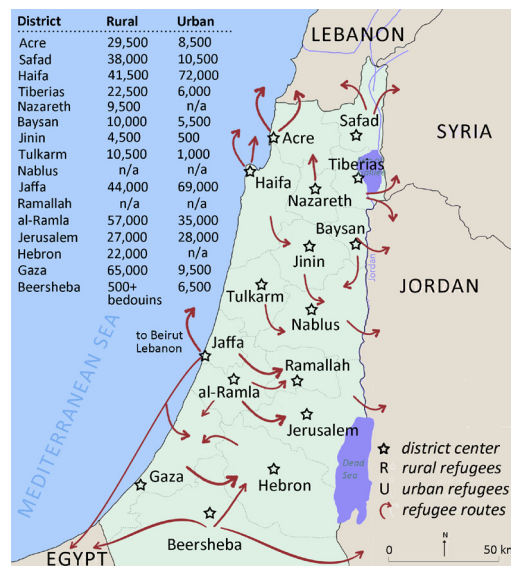 District Rural Urban
Acre 29,500 8,500
Safad 38,000 10,500
Haifa 41,500 72,000
Tiberias 22,500 6,000
Nazareth 9,500 n/a
Baysan 10,000 5,500
Jinin 4,500 500
Tulkarm 10,500 1,000
Nablus n/a n/a
Jaffa 44,000 69,000
Ramallah n/a n/a
al-Ramla 57,000 35,000
Jerusalem 27,000 28,000
Hebron 22,000 n/a
Gaza 65,000 9,500
Beersheba 500+ 6,500
bedouins
LEBANON
SYRIA
JORDAN
EGYPT
MEDITERRANEAN SEA
Safad
Acre
Tiberias
Haifa
Nazareth
Baysan
Jinin
Jordan
Tulkarm
Nablus
to Beirut
Lebanon
Jaffa
Ramallah
al-Ramla
Jerusalem
Dead
Sea
Gaza
Hebron
Beersheba
district center
R rural refugees
U urban refugees
refugee routes
N
0 50 km